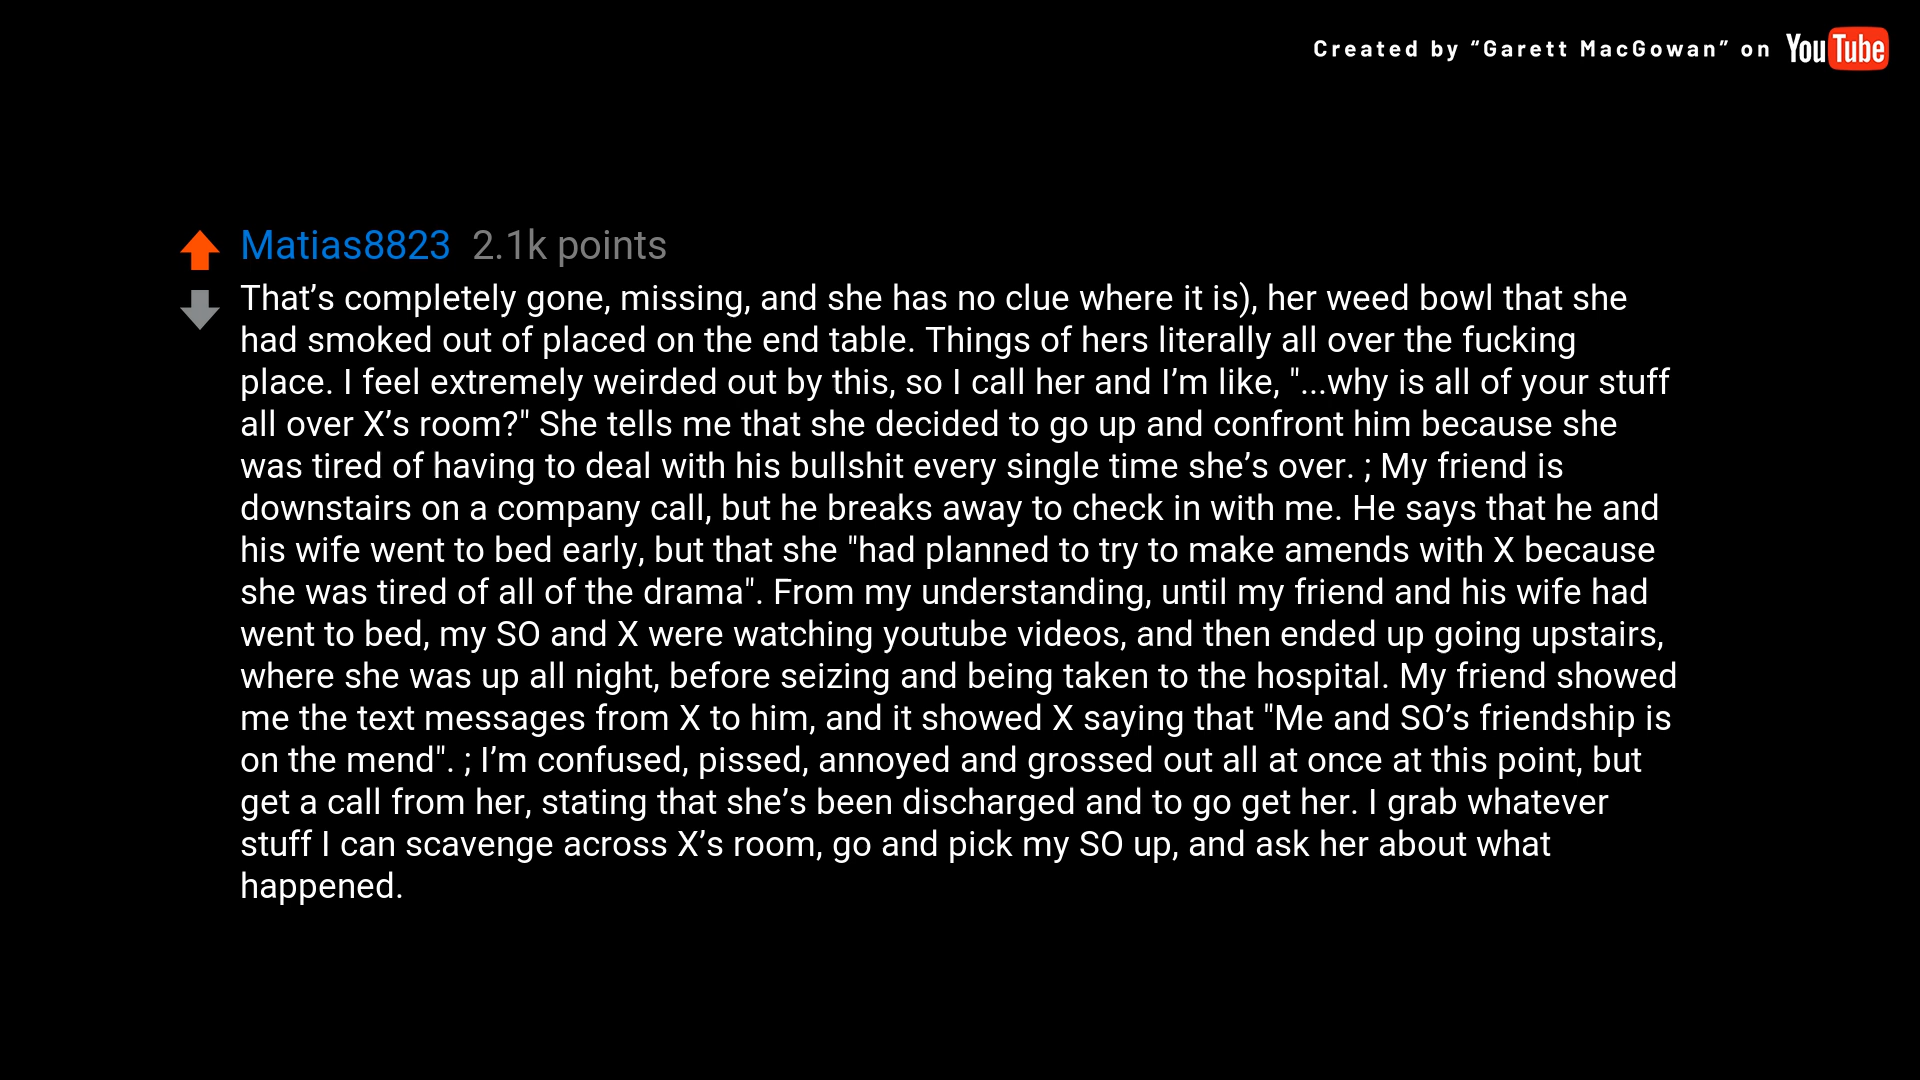 Created by “Garett MacGowan” on YouTube
Matias8823 2.1k points
That’s completely gone, missing, and she has no clue where it is), her weed bowl that she
had smoked out of placed on the end table. Things of hers literally all over the fucking
place. I feel extremely weirded out by this, so I call her and I’m like, "...why is all of your stuff
all over X’s room?" She tells me that she decided to go up and confront him because she
was tired of having to deal with his bullshit every single time she’s over. ; My friend is
downstairs on a company call, but he breaks away to check in with me. He says that he and
his wife went to bed early, but that she "had planned to try to make amends with X because
she was tired of all of the drama". From my understanding, until my friend and his wife had
went to bed, my SO and X were watching youtube videos, and then ended up going upstairs,
where she was up all night, before seizing and being taken to the hospital. My friend showed
me the text messages from X to him, and it showed X saying that "Me and SO’s friendship is
on the mend". ; I’m confused, pissed, annoyed and grossed out all at once at this point, but
get a call from her, stating that she’s been discharged and to go get her. I grab whatever
stuff I can scavenge across X’s room, go and pick my SO up, and ask her about what
happened.